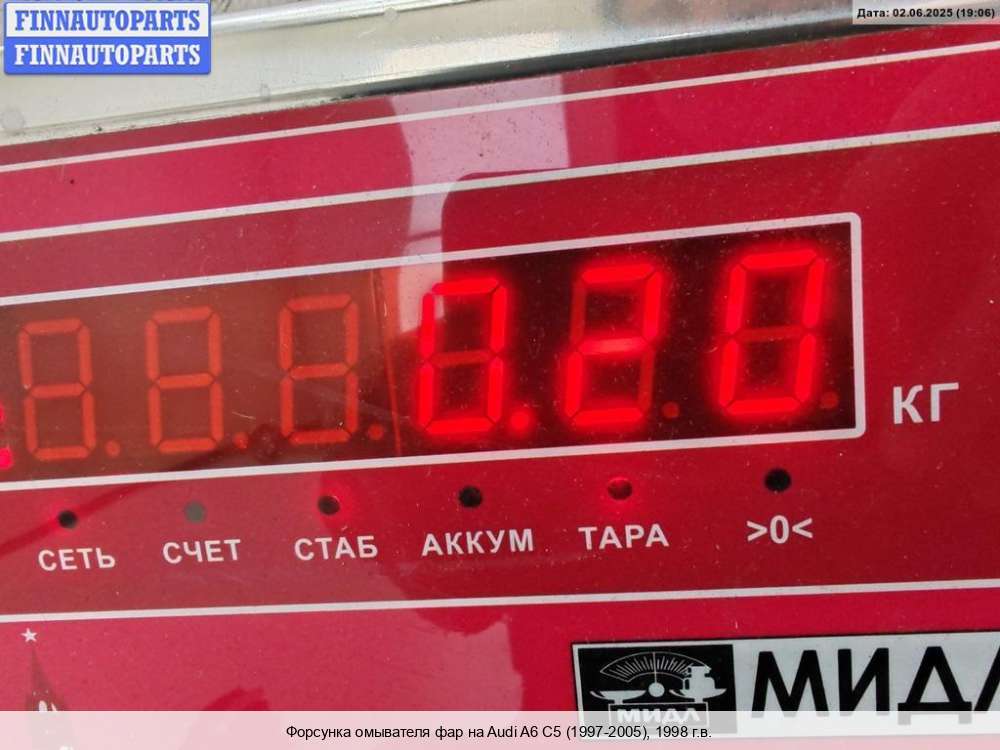 FINNAUTOPARTS
FINNAUTOPARTS
Дата: 02.06.2025 (19:06)
0.20
КГ
СЕТЬ СЧЕТ СТАБ АККУМ ТАРА >0<
МИДЛ
МИДЛ
Форсунка омывателя фар на Audi A6 C5 (1997-2005), 1998 г.в.